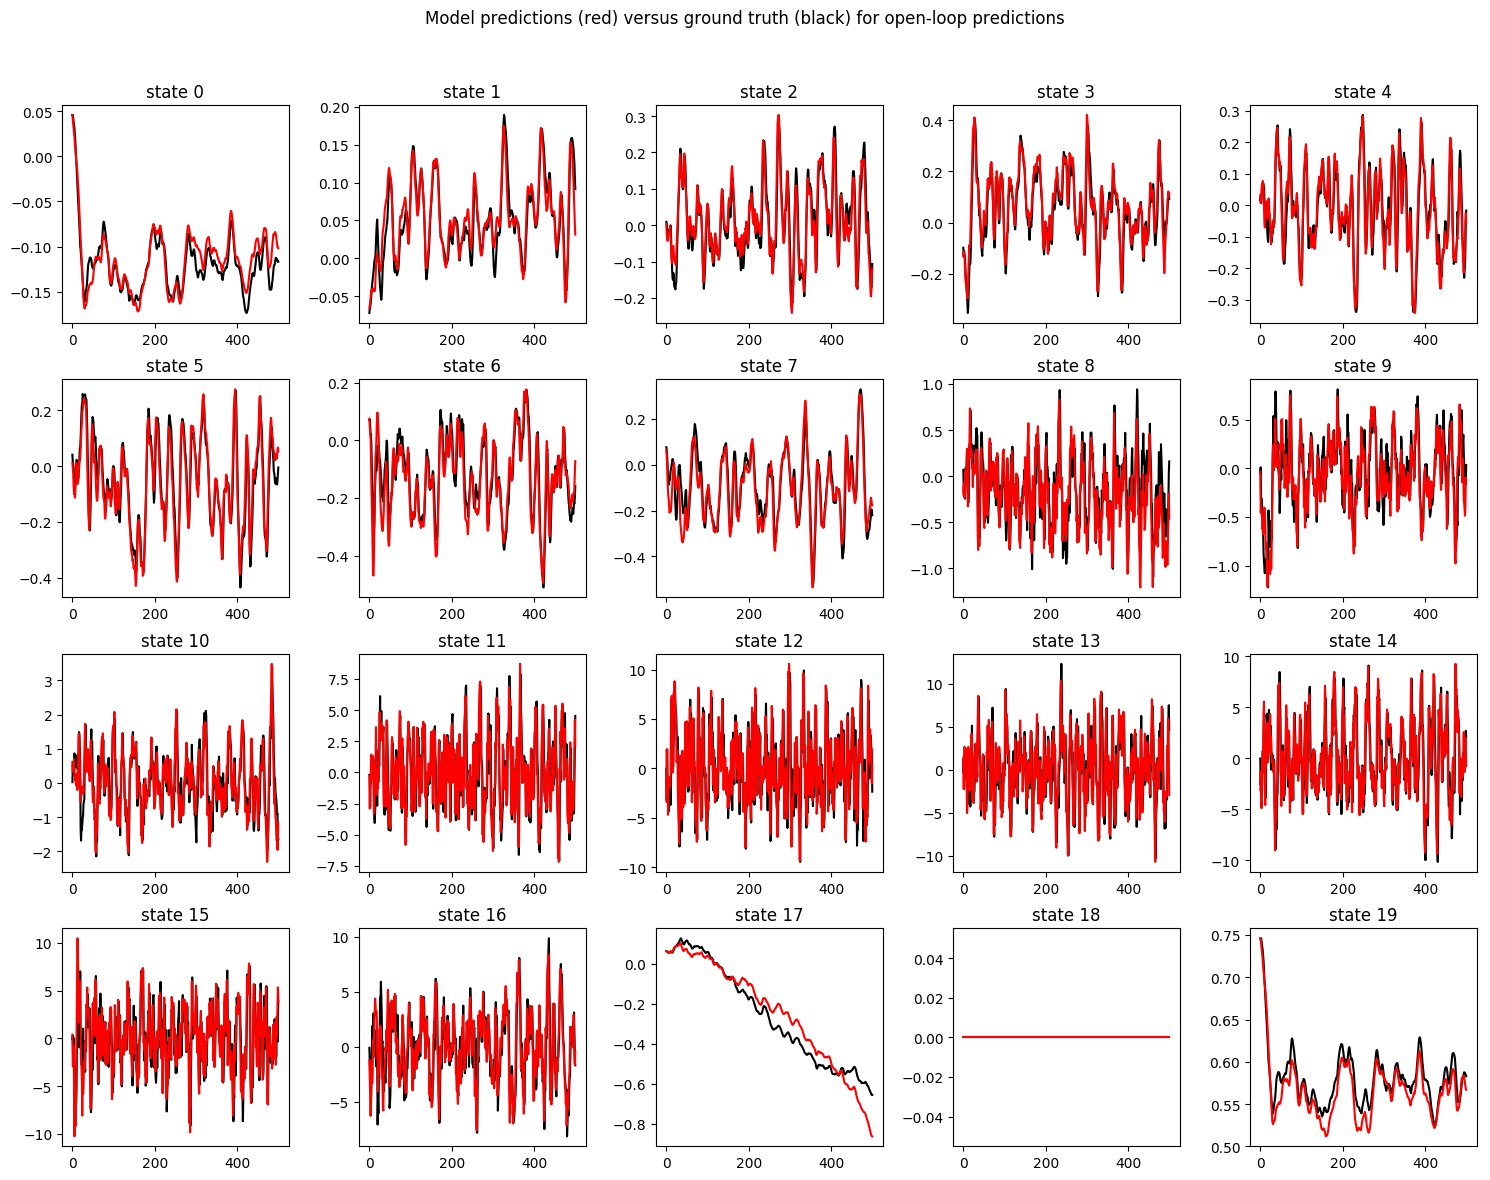 Model predictions (red) versus ground truth (black) for open-loop predictions
state 0 state 1 state 2 state 3 state 4
0.05 0.00 −0.05 −0.10 −0.15 0 200 400
0.20 0.15 0.10 0.05 0.00 −0.05 0 200 400
0.3 0.2 0.1 0.0 −0.1 −0.2 0 200 400
0.4 0.2 0.0 −0.2 0 200 400
0.3 0.2 0.1 0.0 −0.1 −0.2 −0.3 0 200 400
state 5 state 6 state 7 state 8 state 9
0.2 0.0 −0.2 −0.4 0 200 400
0.2 0.0 −0.2 −0.4 0 200 400
0.2 0.0 −0.2 −0.4 0 200 400
1.0 0.5 0.0 −0.5 −1.0 0 200 400
0.5 0.0 −0.5 −1.0 0 200 400
state 10 state 11 state 12 state 13 state 14
3 2 1 0 −1 −2 0 200 400
7.5 5.0 2.5 0.0 −2.5 −5.0 −7.5 0 200 400
10 5 0 −5 −10 0 200 400
10 5 0 −5 −10 0 200 400
10 5 0 −5 −10 0 200 400
state 15 state 16 state 17 state 18 state 19
10 5 0 −5 −10 0 200 400
10 5 0 −5 0 200 400
0.0 −0.2 −0.4 −0.6 −0.8 0 200 400
0.04 0.02 0.00 −0.02 −0.04 0 200 400
0.75 0.70 0.65 0.60 0.55 0.50 0 200 400